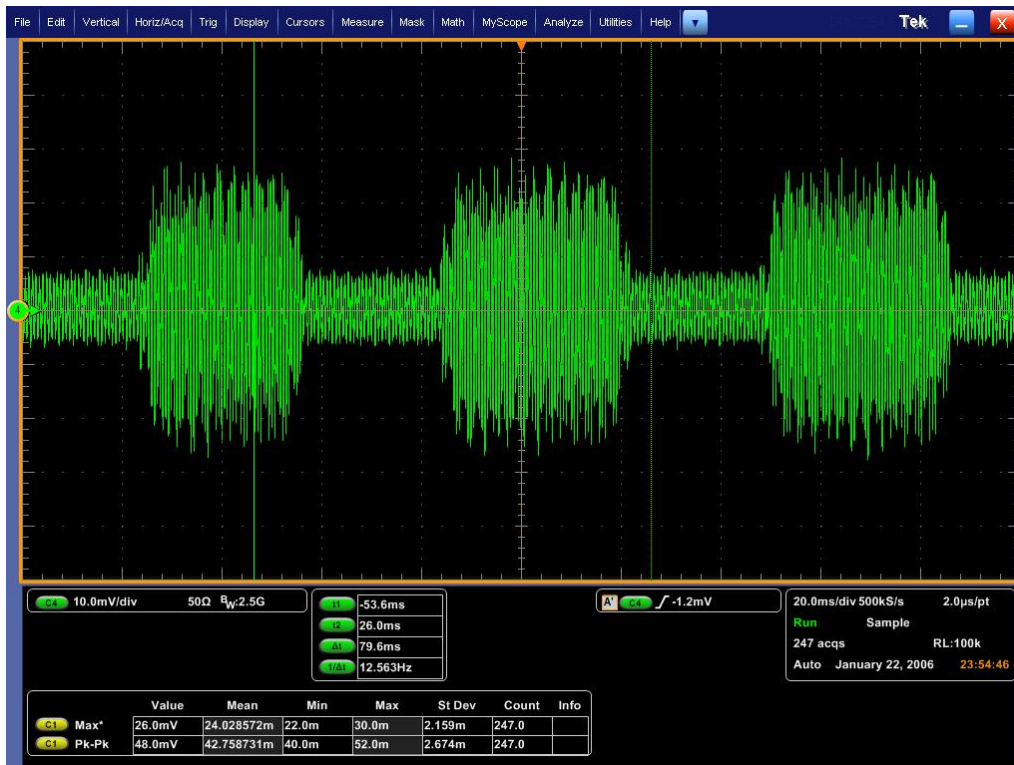 File Edit Vertical Horiz/Acq Trig Display Cursors Measure Mask Math MyScope Analyze Utilities Help Tek X
4
C4 10.0mV/div 50Ω BW:2.5G
t1 -53.6ms
t2 26.0ms
Δt 79.6ms
1/Δt 12.563Hz
A' C4 -1.2mV
20.0ms/div 500kS/s 2.0µs/pt
Run Sample
247 acqs RL:100k
Auto January 22, 2006 23:54:46
Value Mean Min Max St Dev Count Info
C1 Max* 26.0mV 24.028572m 22.0m 30.0m 2.159m 247.0
C1 Pk-Pk 48.0mV 42.758731m 40.0m 52.0m 2.674m 247.0